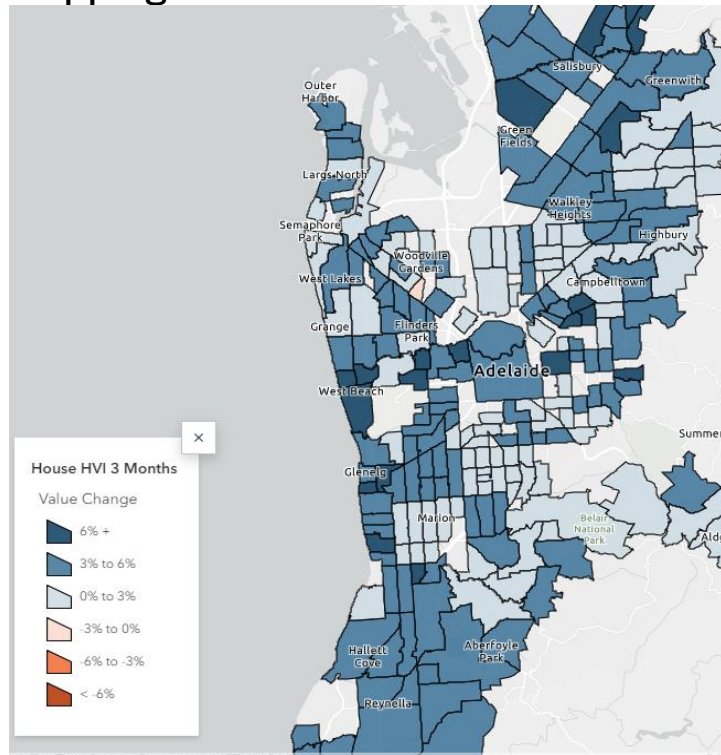 Outer
Harbor
Salisbury
Greenwith
Green
Fields
Largs North
Walkley
Heights
Semaphore
Park
Highbury
Woodville
Gardens
West Lakes
Campbelltown
Grange
Flinders
Park
Adelaide
West Beach
Summer
Glenelg
Marion
Belair
National
Park
Ald
Hallett
Cove
Aberfoyle
Park
Reynella
House HVI 3 Months
Value Change
6% +
3% to 6%
0% to 3%
-3% to 0%
-6% to -3%
< -6%